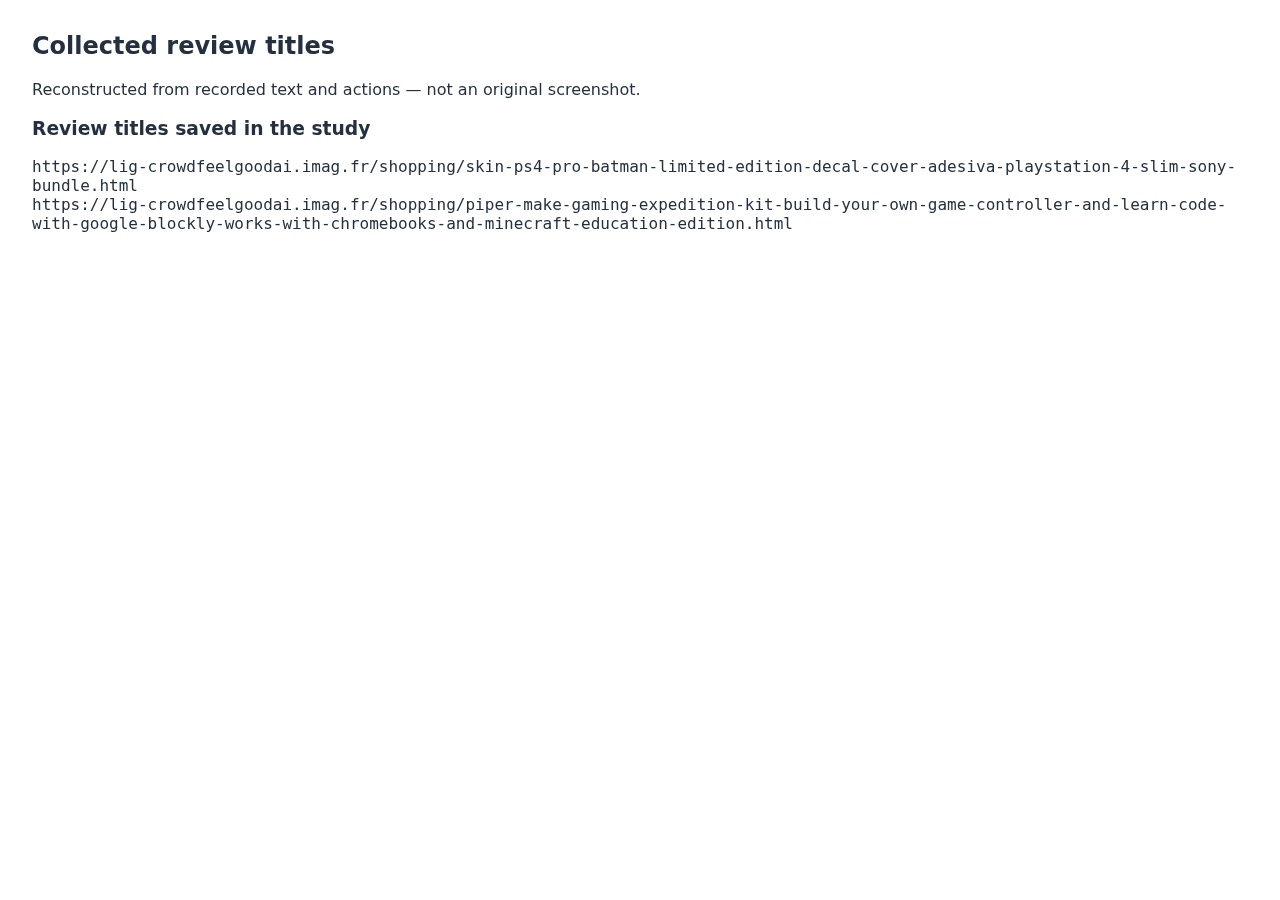 Collected review titles
Reconstructed from recorded text and actions — not an original screenshot.
Review titles saved in the study
https://lig-crowdfeelgoodai.imag.fr/shopping/skin-ps4-pro-batman-limited-edition-decal-cover-adesiva-playstation-4-slim-sony-
bundle.html
https://lig-crowdfeelgoodai.imag.fr/shopping/piper-make-gaming-expedition-kit-build-your-own-game-controller-and-learn-code-
with-google-blockly-works-with-chromebooks-and-minecraft-education-edition.html